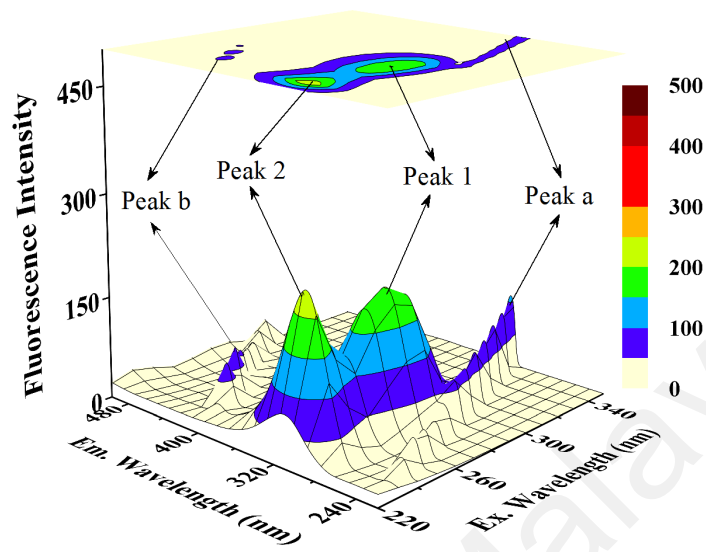 Fluorescence Intensity
450
300
150
0
Peak b
Peak 2
Peak 1
Peak a
500
400
300
200
100
0
480
400
320
240
Em. Wavelength (nm)
220
260
300
340
Ex. Wavelength (nm)
Malay